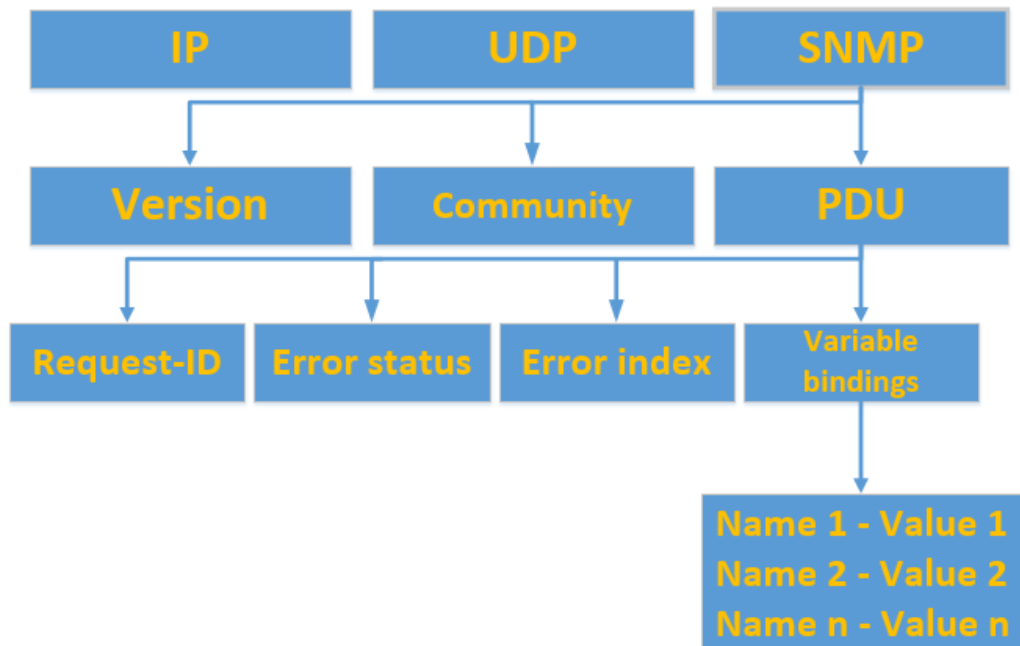 IP
UDP
SNMP
Version
Community
PDU
Request-ID
Error status
Error index
Variable
bindings
Name 1 - Value 1
Name 2 - Value 2
Name n - Value n